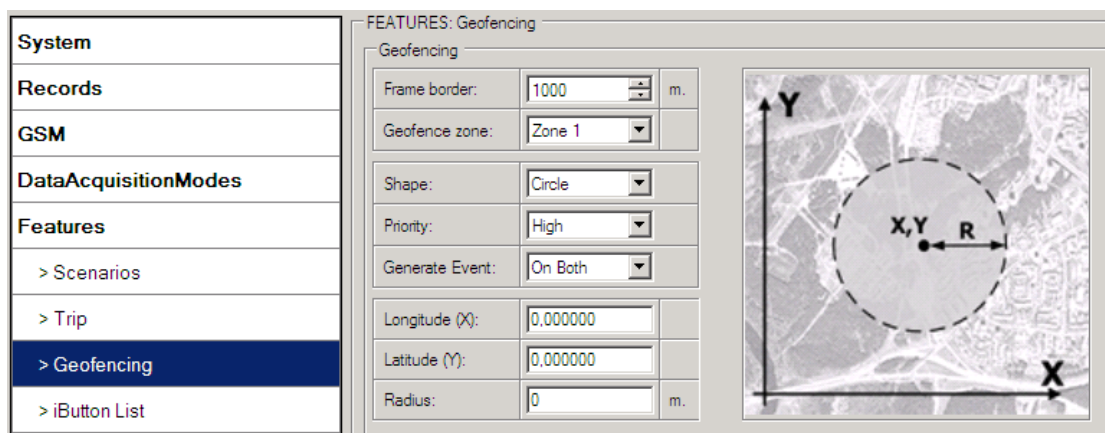 System
Records
GSM
DataAcquisitionModes
Features
> Scenarios
> Trip
> Geofencing
> iButton List
FEATURES: Geofencing
Geofencing
Frame border: 1000 m.
Geofence zone: Zone 1
Shape: Circle
Priority: High
Generate Event: On Both
Longitude (X): 0,000000
Latitude (Y): 0,000000
Radius: 0 m.
Y
X,Y R
X